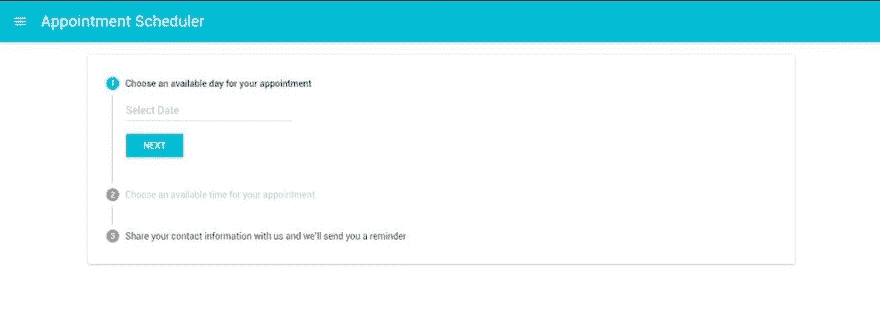 Appointment Scheduler
1 Choose an available day for your appointment
Select Date
NEXT
2 Choose an available time for your appointment
3 Share your contact information with us and we'll send you a reminder